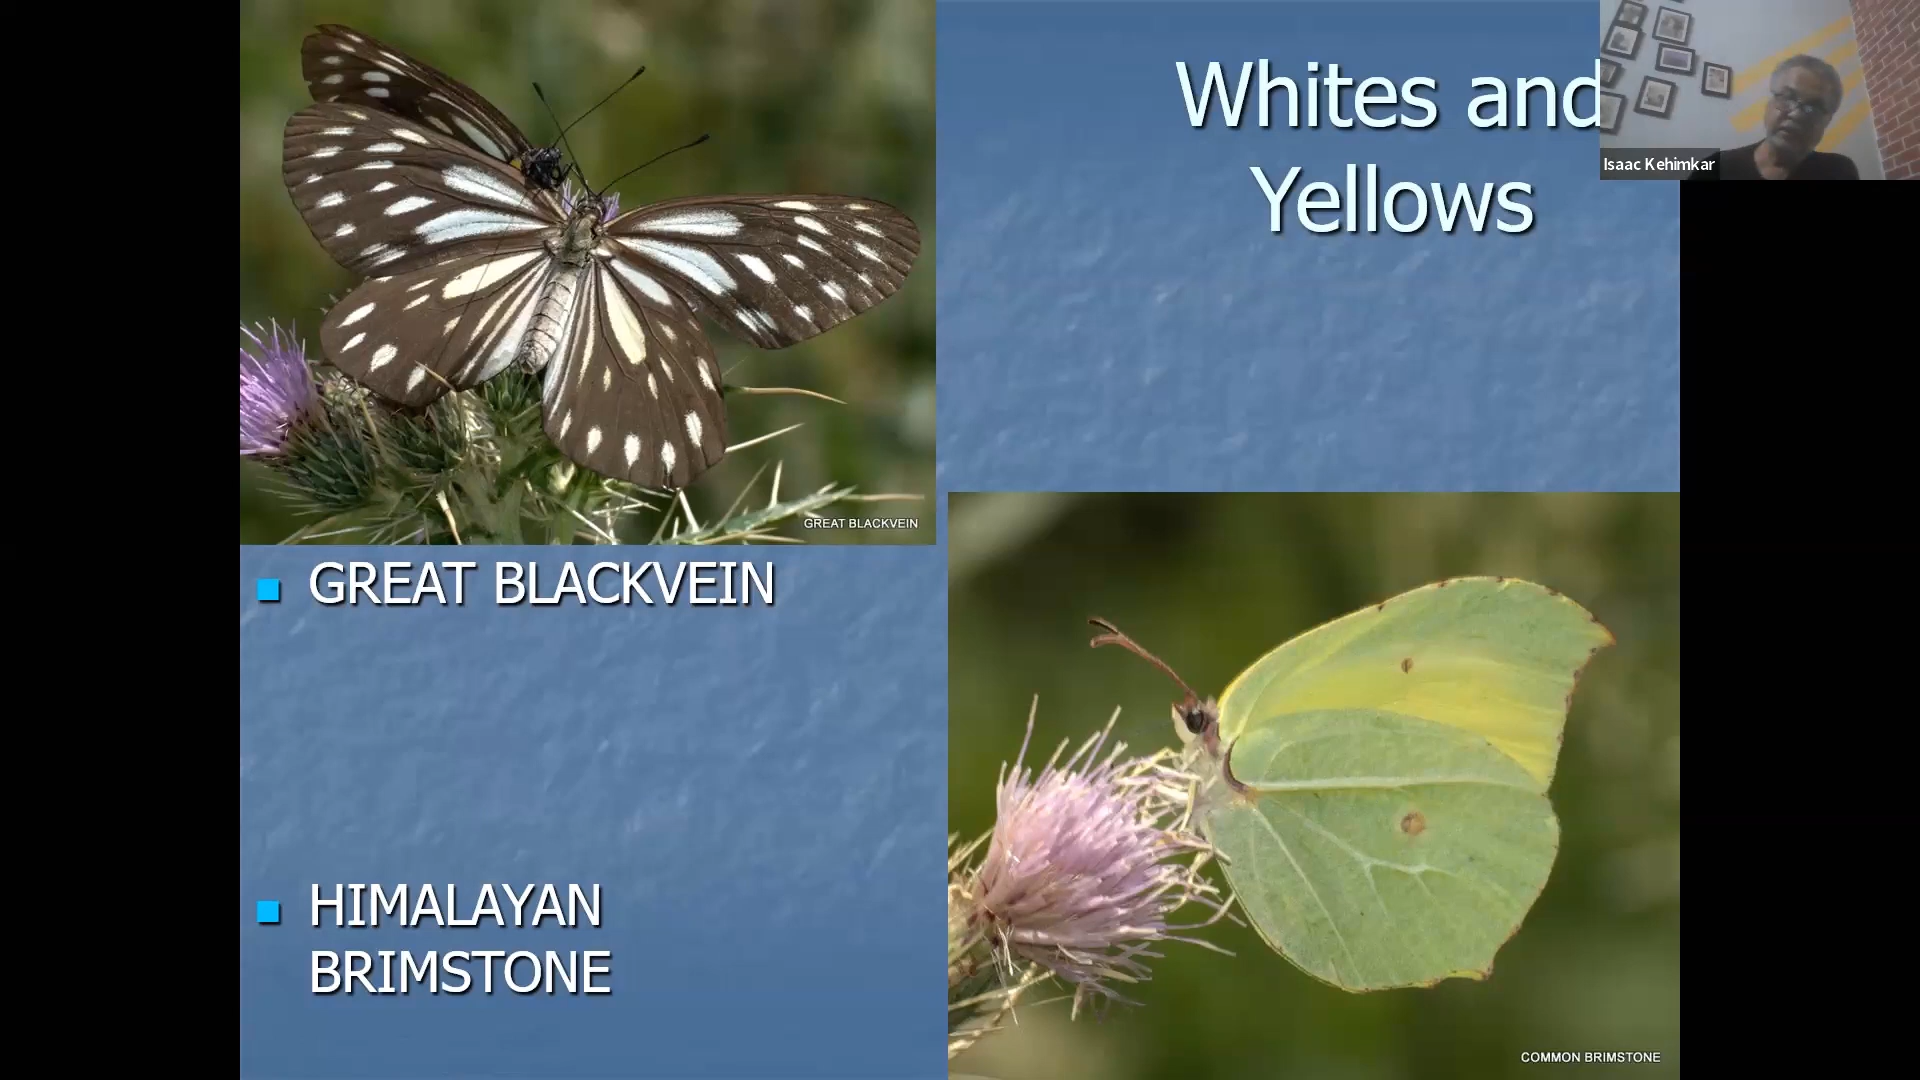 Whites and
Yellows
Isaac Kehimkar
GREAT BLACKVEIN
GREAT BLACKVEIN
HIMALAYAN
BRIMSTONE
COMMON BRIMSTONE